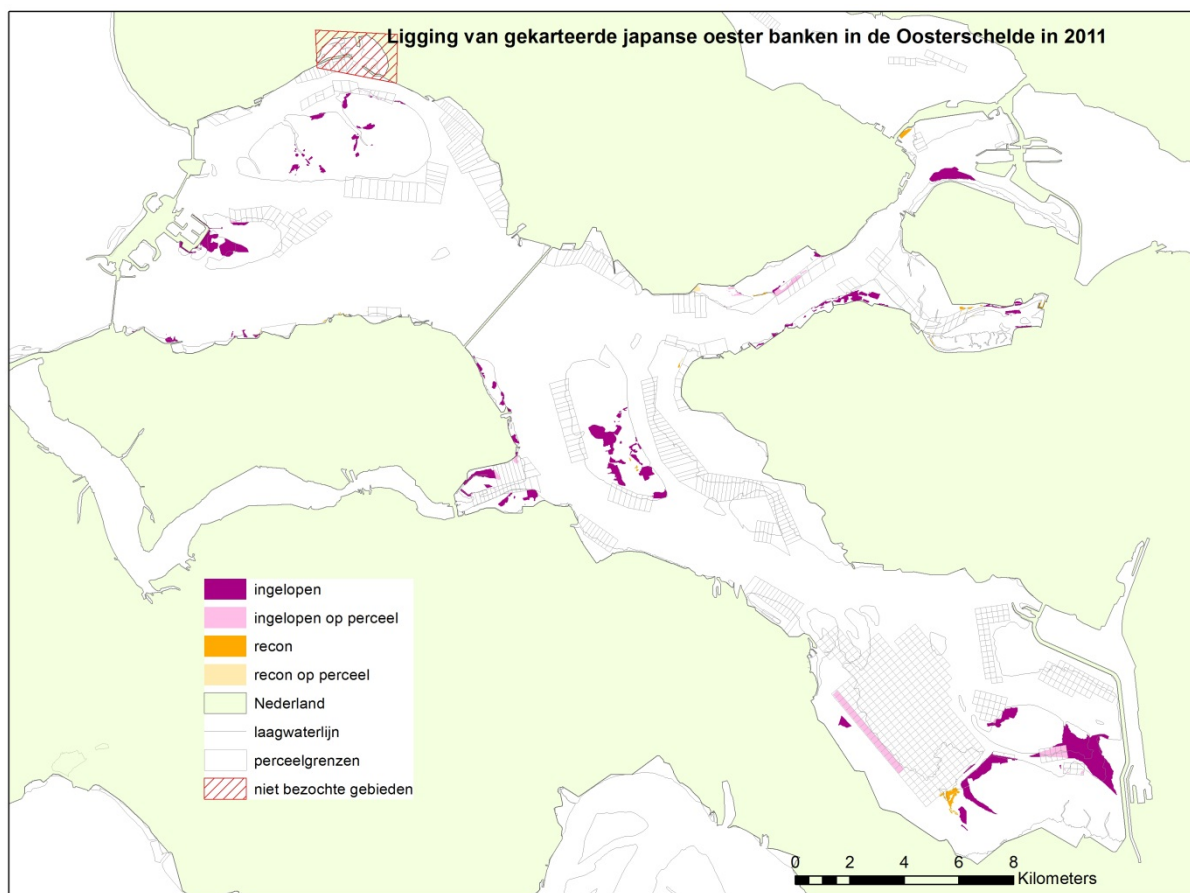 Ligging van gekarteerde japanse oester banken in de Oosterschelde in 2011
ingelopen
ingelopen op perceel
recon
recon op perceel
Nederland
laagwaterlijn
perceelgrenzen
niet bezochte gebieden
0 2 4 6 8
Kilometers